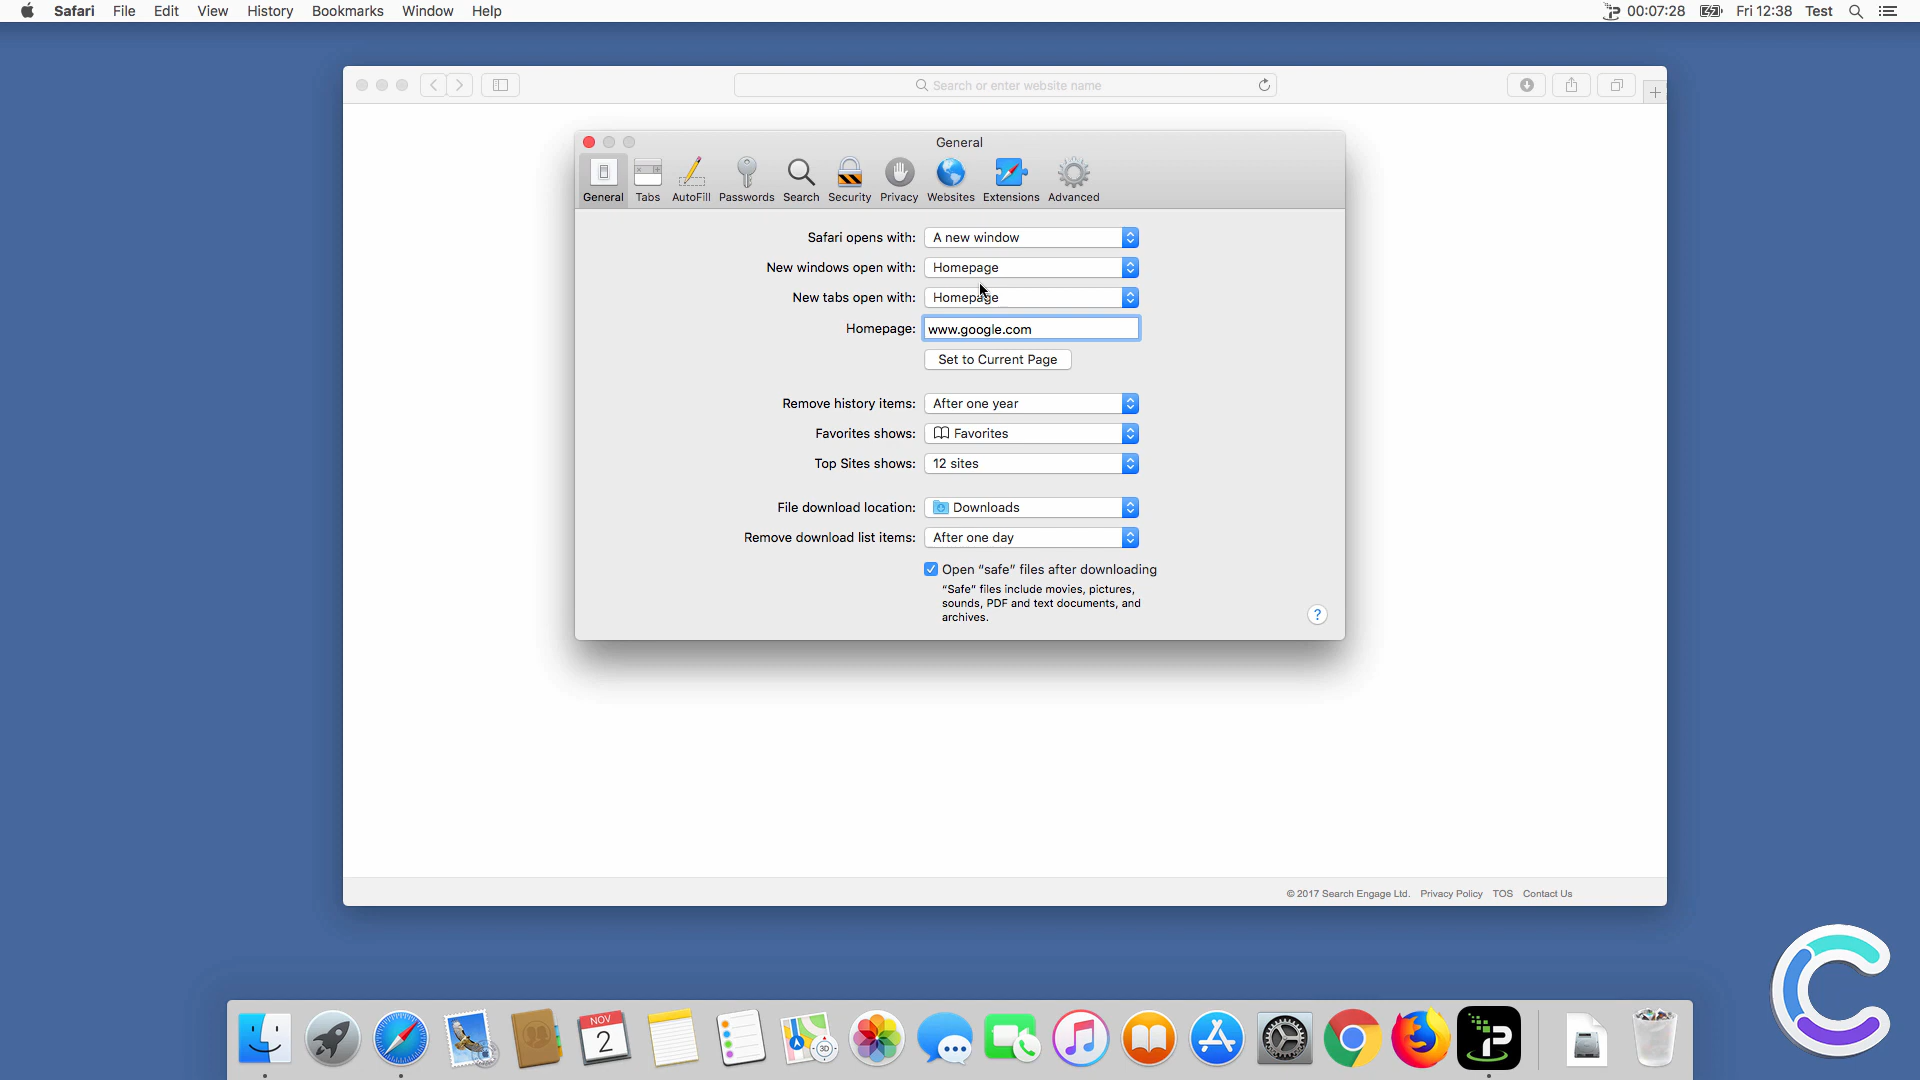 Safari File Edit View History Bookmarks Window Help 00:07:28 Fri 12:38 Test
Search or enter website name
General
General Tabs AutoFill Passwords Search Security Privacy Websites Extensions Advanced
Safari opens with: A new window
New windows open with: Homepage
New tabs open with: Homepage
Homepage: www.google.com
Set to Current Page
Remove history items: After one year
Favorites shows: Favorites
Top Sites shows: 12 sites
File download location: Downloads
Remove download list items: After one day
Open “safe” files after downloading
“Safe” files include movies, pictures,
sounds, PDF and text documents, and
archives.
?
© 2017 Search Engage Ltd. Privacy Policy TOS Contact Us
NOV
2
3D